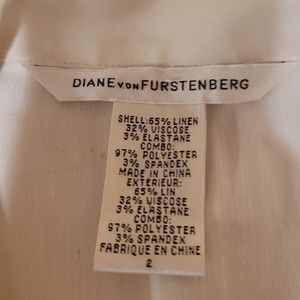 DIANE VON FURSTENBERG
SHELL:65% LINEN
32% VISCOSE
3% ELASTANE
COMBO:
97% POLYESTER
3% SPANDEX
MADE IN CHINA
EXTERIEUR:
65% LIN
32% VISCOSE
3% ELASTANE
COMBO:
97% POLYESTER
3% SPANDEX
FABRIQUE EN CHINE
2